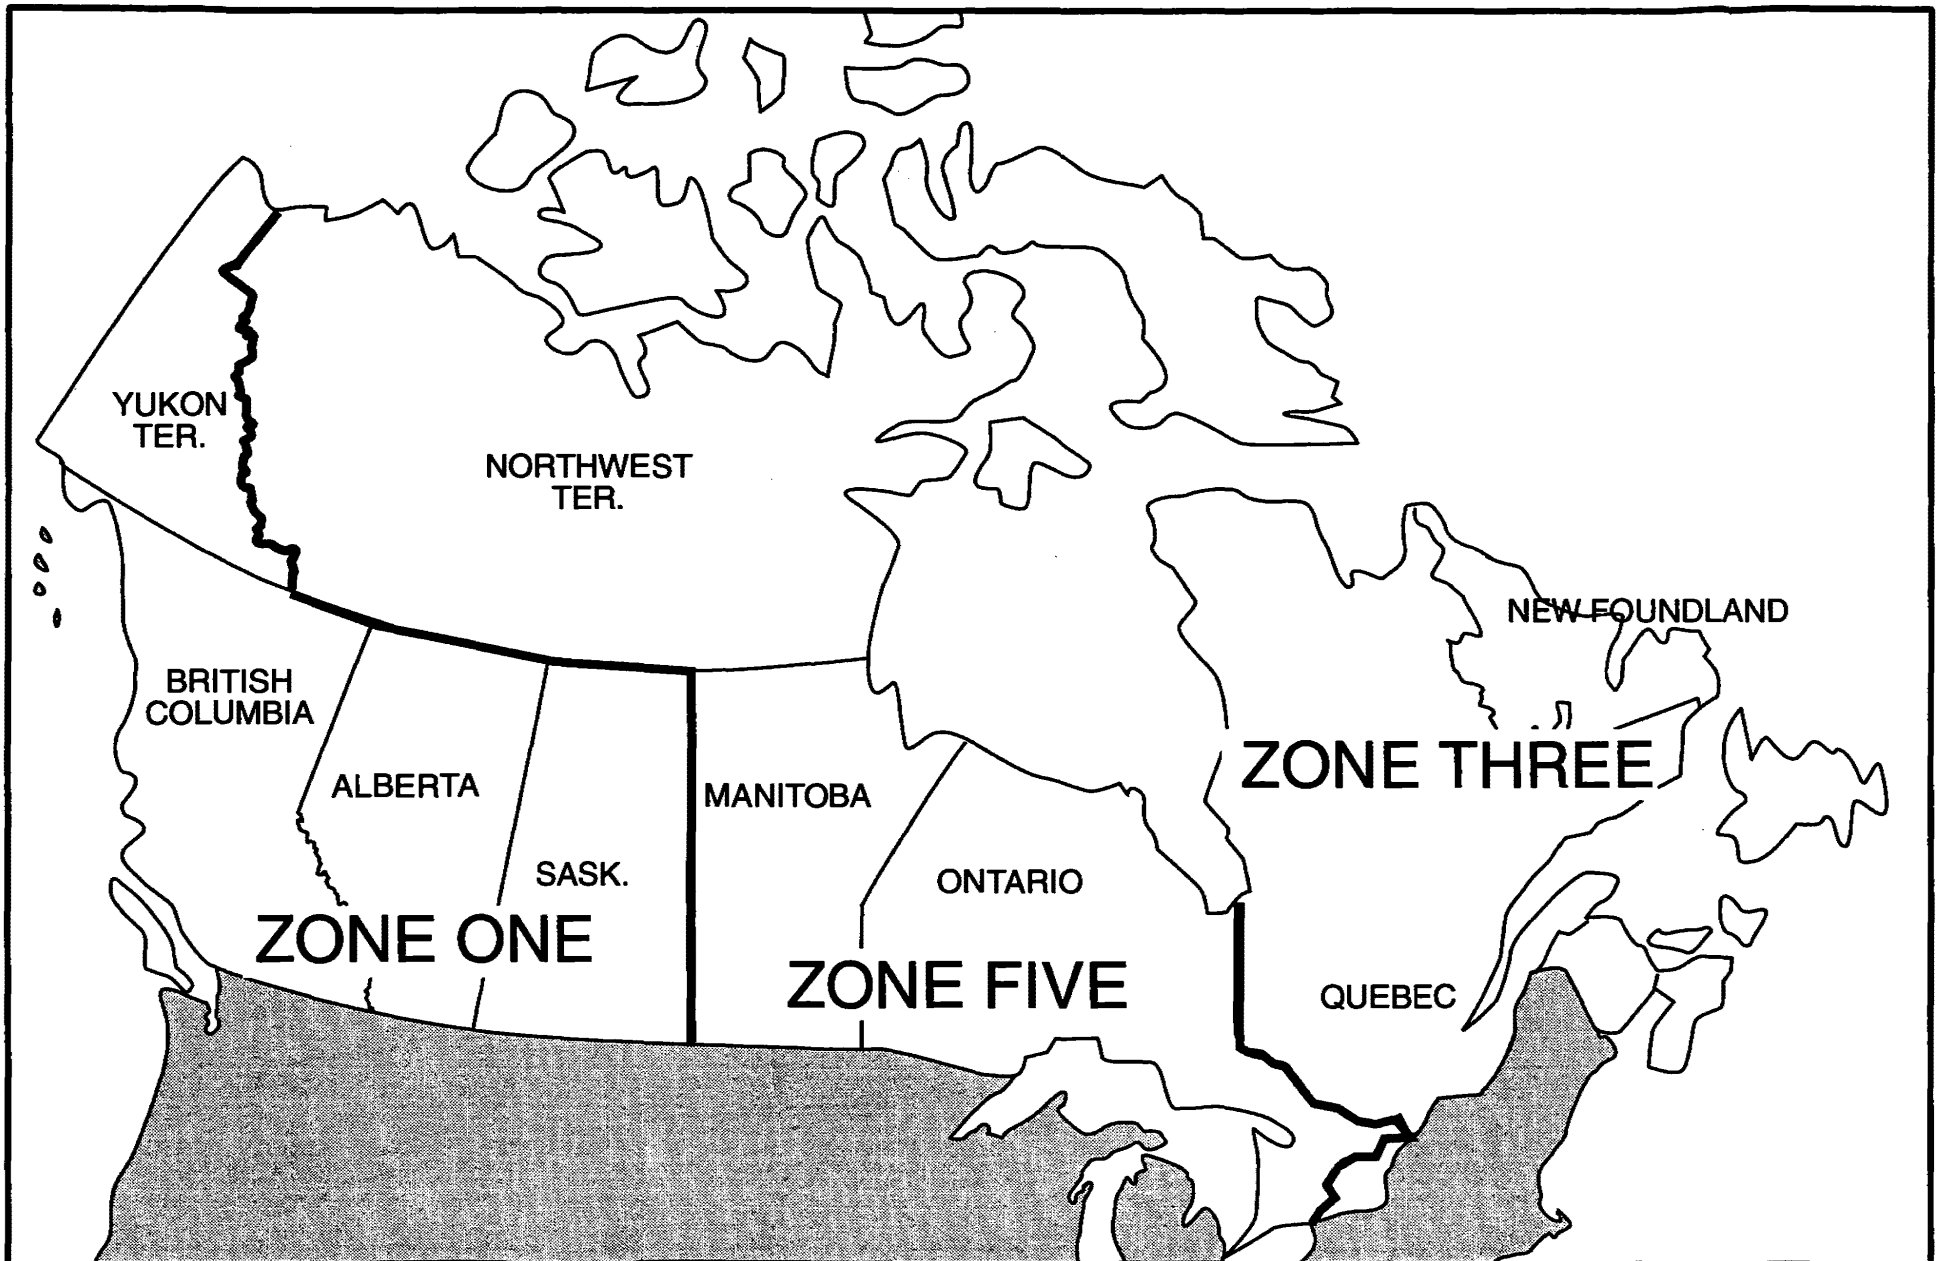 YUKON
TER.
NORTHWEST
TER.
NEW FOUNDLAND
BRITISH
COLUMBIA
ZONE THREE
ALBERTA
MANITOBA
SASK.
ONTARIO
ZONE ONE
ZONE FIVE
QUEBEC